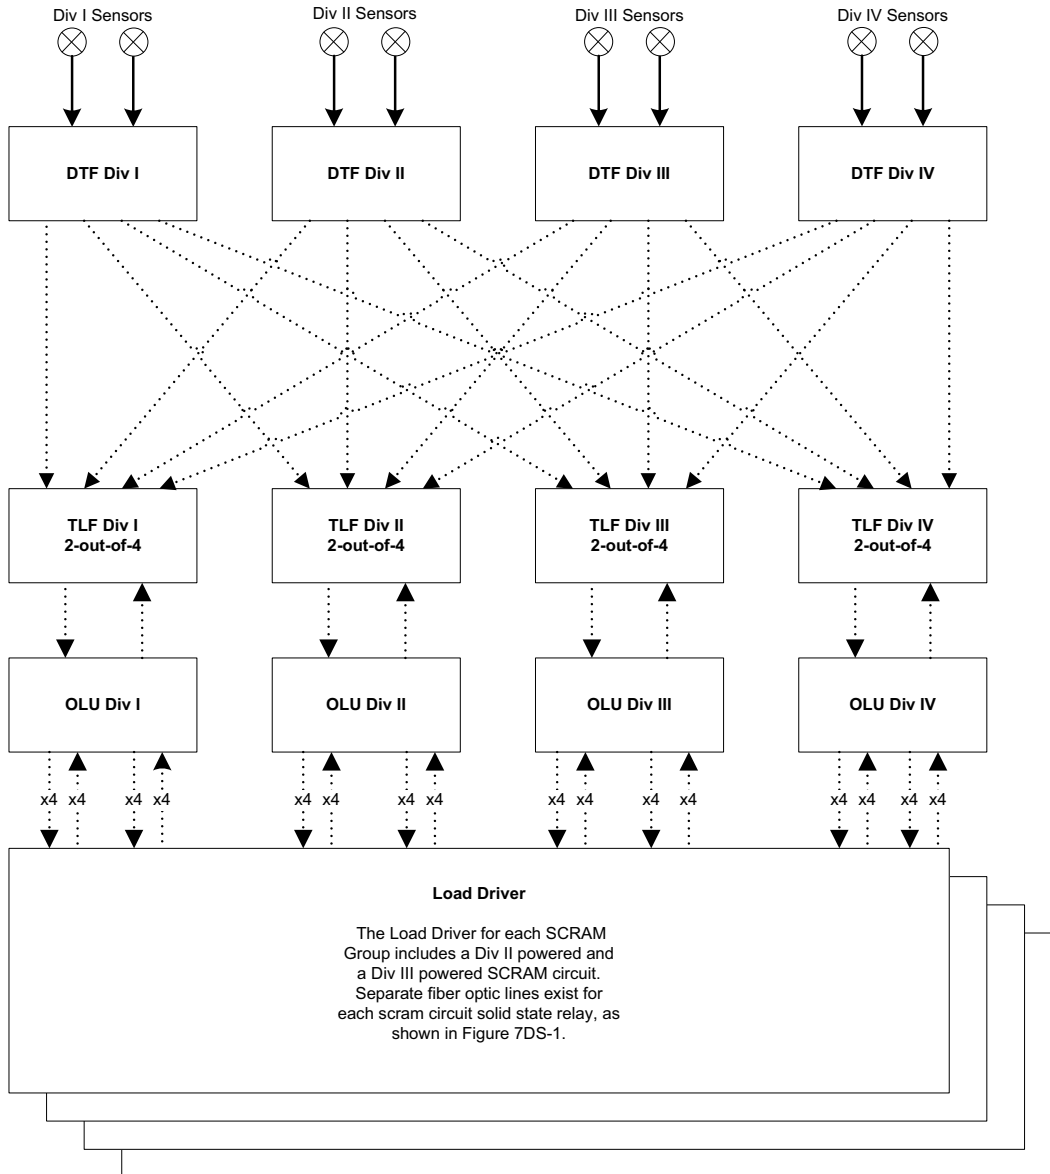 Div I Sensors
Div II Sensors
Div III Sensors
Div IV Sensors
DTF Div I
DTF Div II
DTF Div III
DTF Div IV
TLF Div I
2-out-of-4
TLF Div II
2-out-of-4
TLF Div III
2-out-of-4
TLF Div IV
2-out-of-4
OLU Div I
OLU Div II
OLU Div III
OLU Div IV
x4 x4 x4 x4
x4 x4 x4 x4
x4 x4 x4 x4
x4 x4 x4 x4
Load Driver
The Load Driver for each SCRAM
Group includes a Div II powered and
a Div III powered SCRAM circuit.
Separate fiber optic lines exist for
each scram circuit solid state relay, as
shown in Figure 7DS-1.